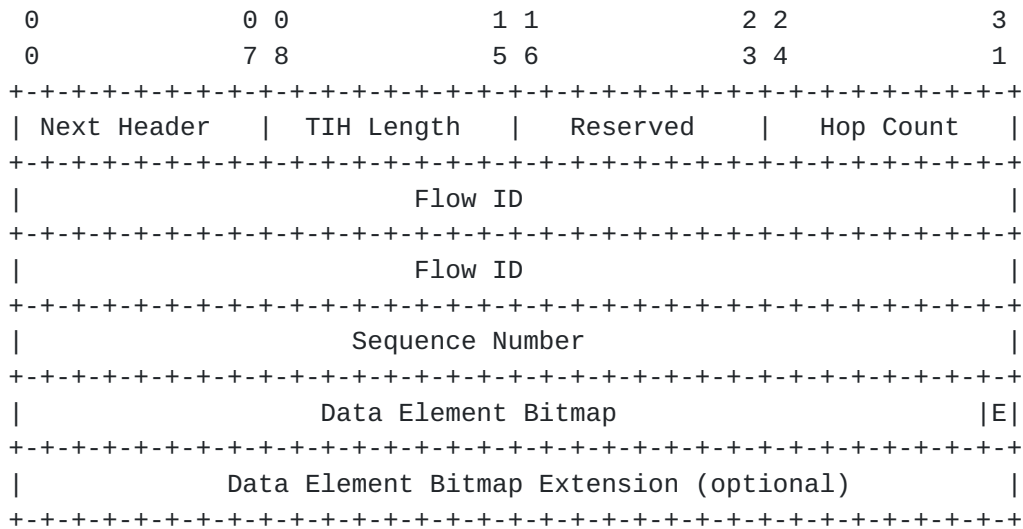 0                   0 0                   1 1                   2 2                   3
0                   7 8                   5 6                   3 4                   1
+-+-+-+-+-+-+-+-+-+-+-+-+-+-+-+-+-+-+-+-+-+-+-+-+-+-+-+-+-+-+-+-+
| Next Header   |  TIH Length   |   Reserved    |   Hop Count   |
+-+-+-+-+-+-+-+-+-+-+-+-+-+-+-+-+-+-+-+-+-+-+-+-+-+-+-+-+-+-+-+-+
|                         Flow ID                               |
+-+-+-+-+-+-+-+-+-+-+-+-+-+-+-+-+-+-+-+-+-+-+-+-+-+-+-+-+-+-+-+-+
|                         Flow ID                               |
+-+-+-+-+-+-+-+-+-+-+-+-+-+-+-+-+-+-+-+-+-+-+-+-+-+-+-+-+-+-+-+-+
|                     Sequence Number                           |
+-+-+-+-+-+-+-+-+-+-+-+-+-+-+-+-+-+-+-+-+-+-+-+-+-+-+-+-+-+-+-+-+
|                   Data Element Bitmap                       |E|
+-+-+-+-+-+-+-+-+-+-+-+-+-+-+-+-+-+-+-+-+-+-+-+-+-+-+-+-+-+-+-+-+
|             Data Element Bitmap Extension (optional)          |
+-+-+-+-+-+-+-+-+-+-+-+-+-+-+-+-+-+-+-+-+-+-+-+-+-+-+-+-+-+-+-+-+